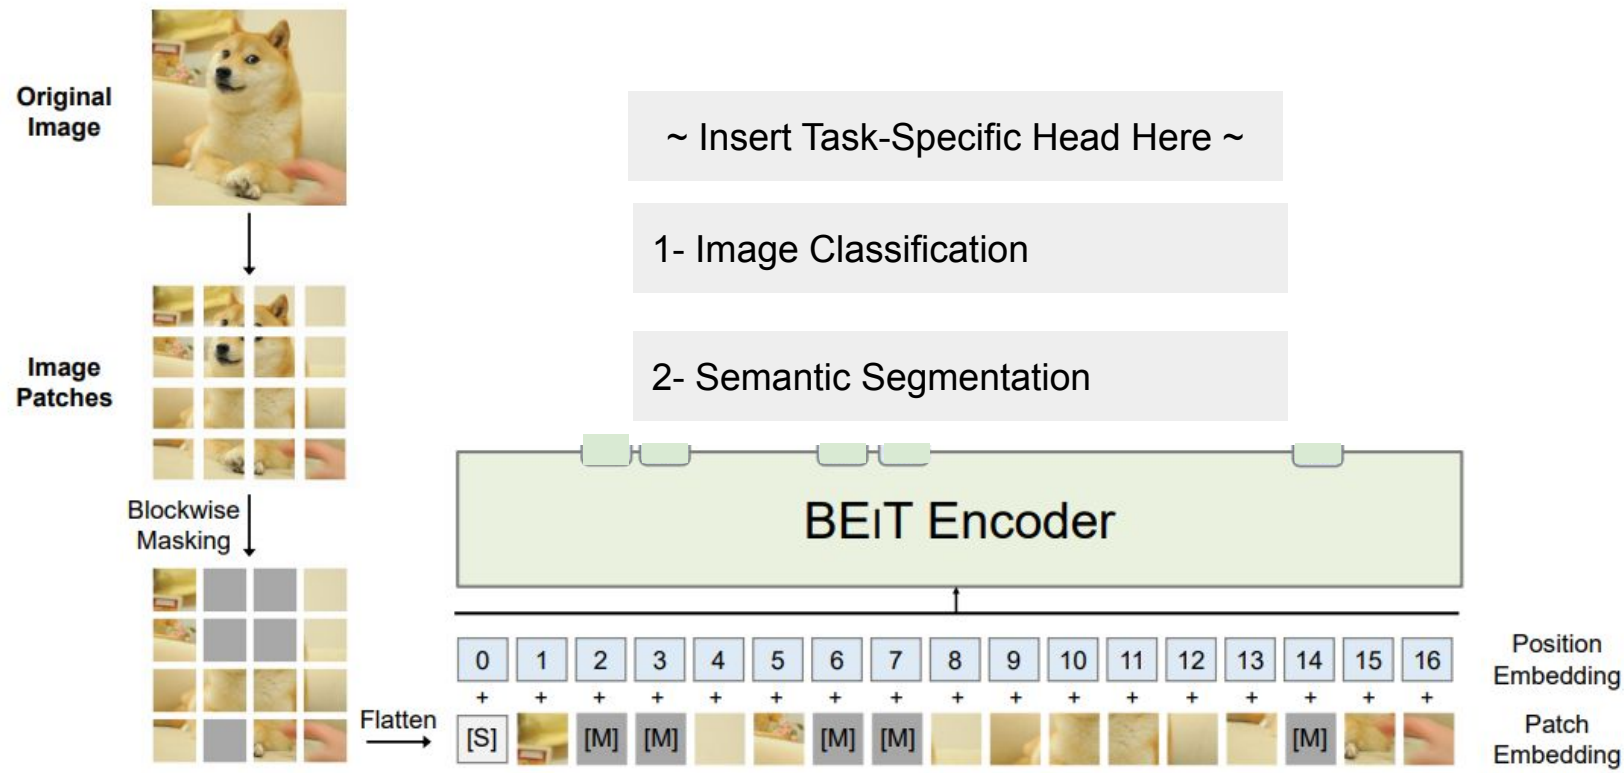 Original
Image
~ Insert Task-Specific Head Here ~
1- Image Classification
Image
Patches
2- Semantic Segmentation
Blockwise
Masking
BEIT Encoder
0 1 2 3 4 5 6 7 8 9 10 11 12 13 14 15 16
Position
Embedding
+ + + + + + + + + + + + + + + + +
Flatten
[S] [M] [M] [M] [M] [M]
Patch
Embedding